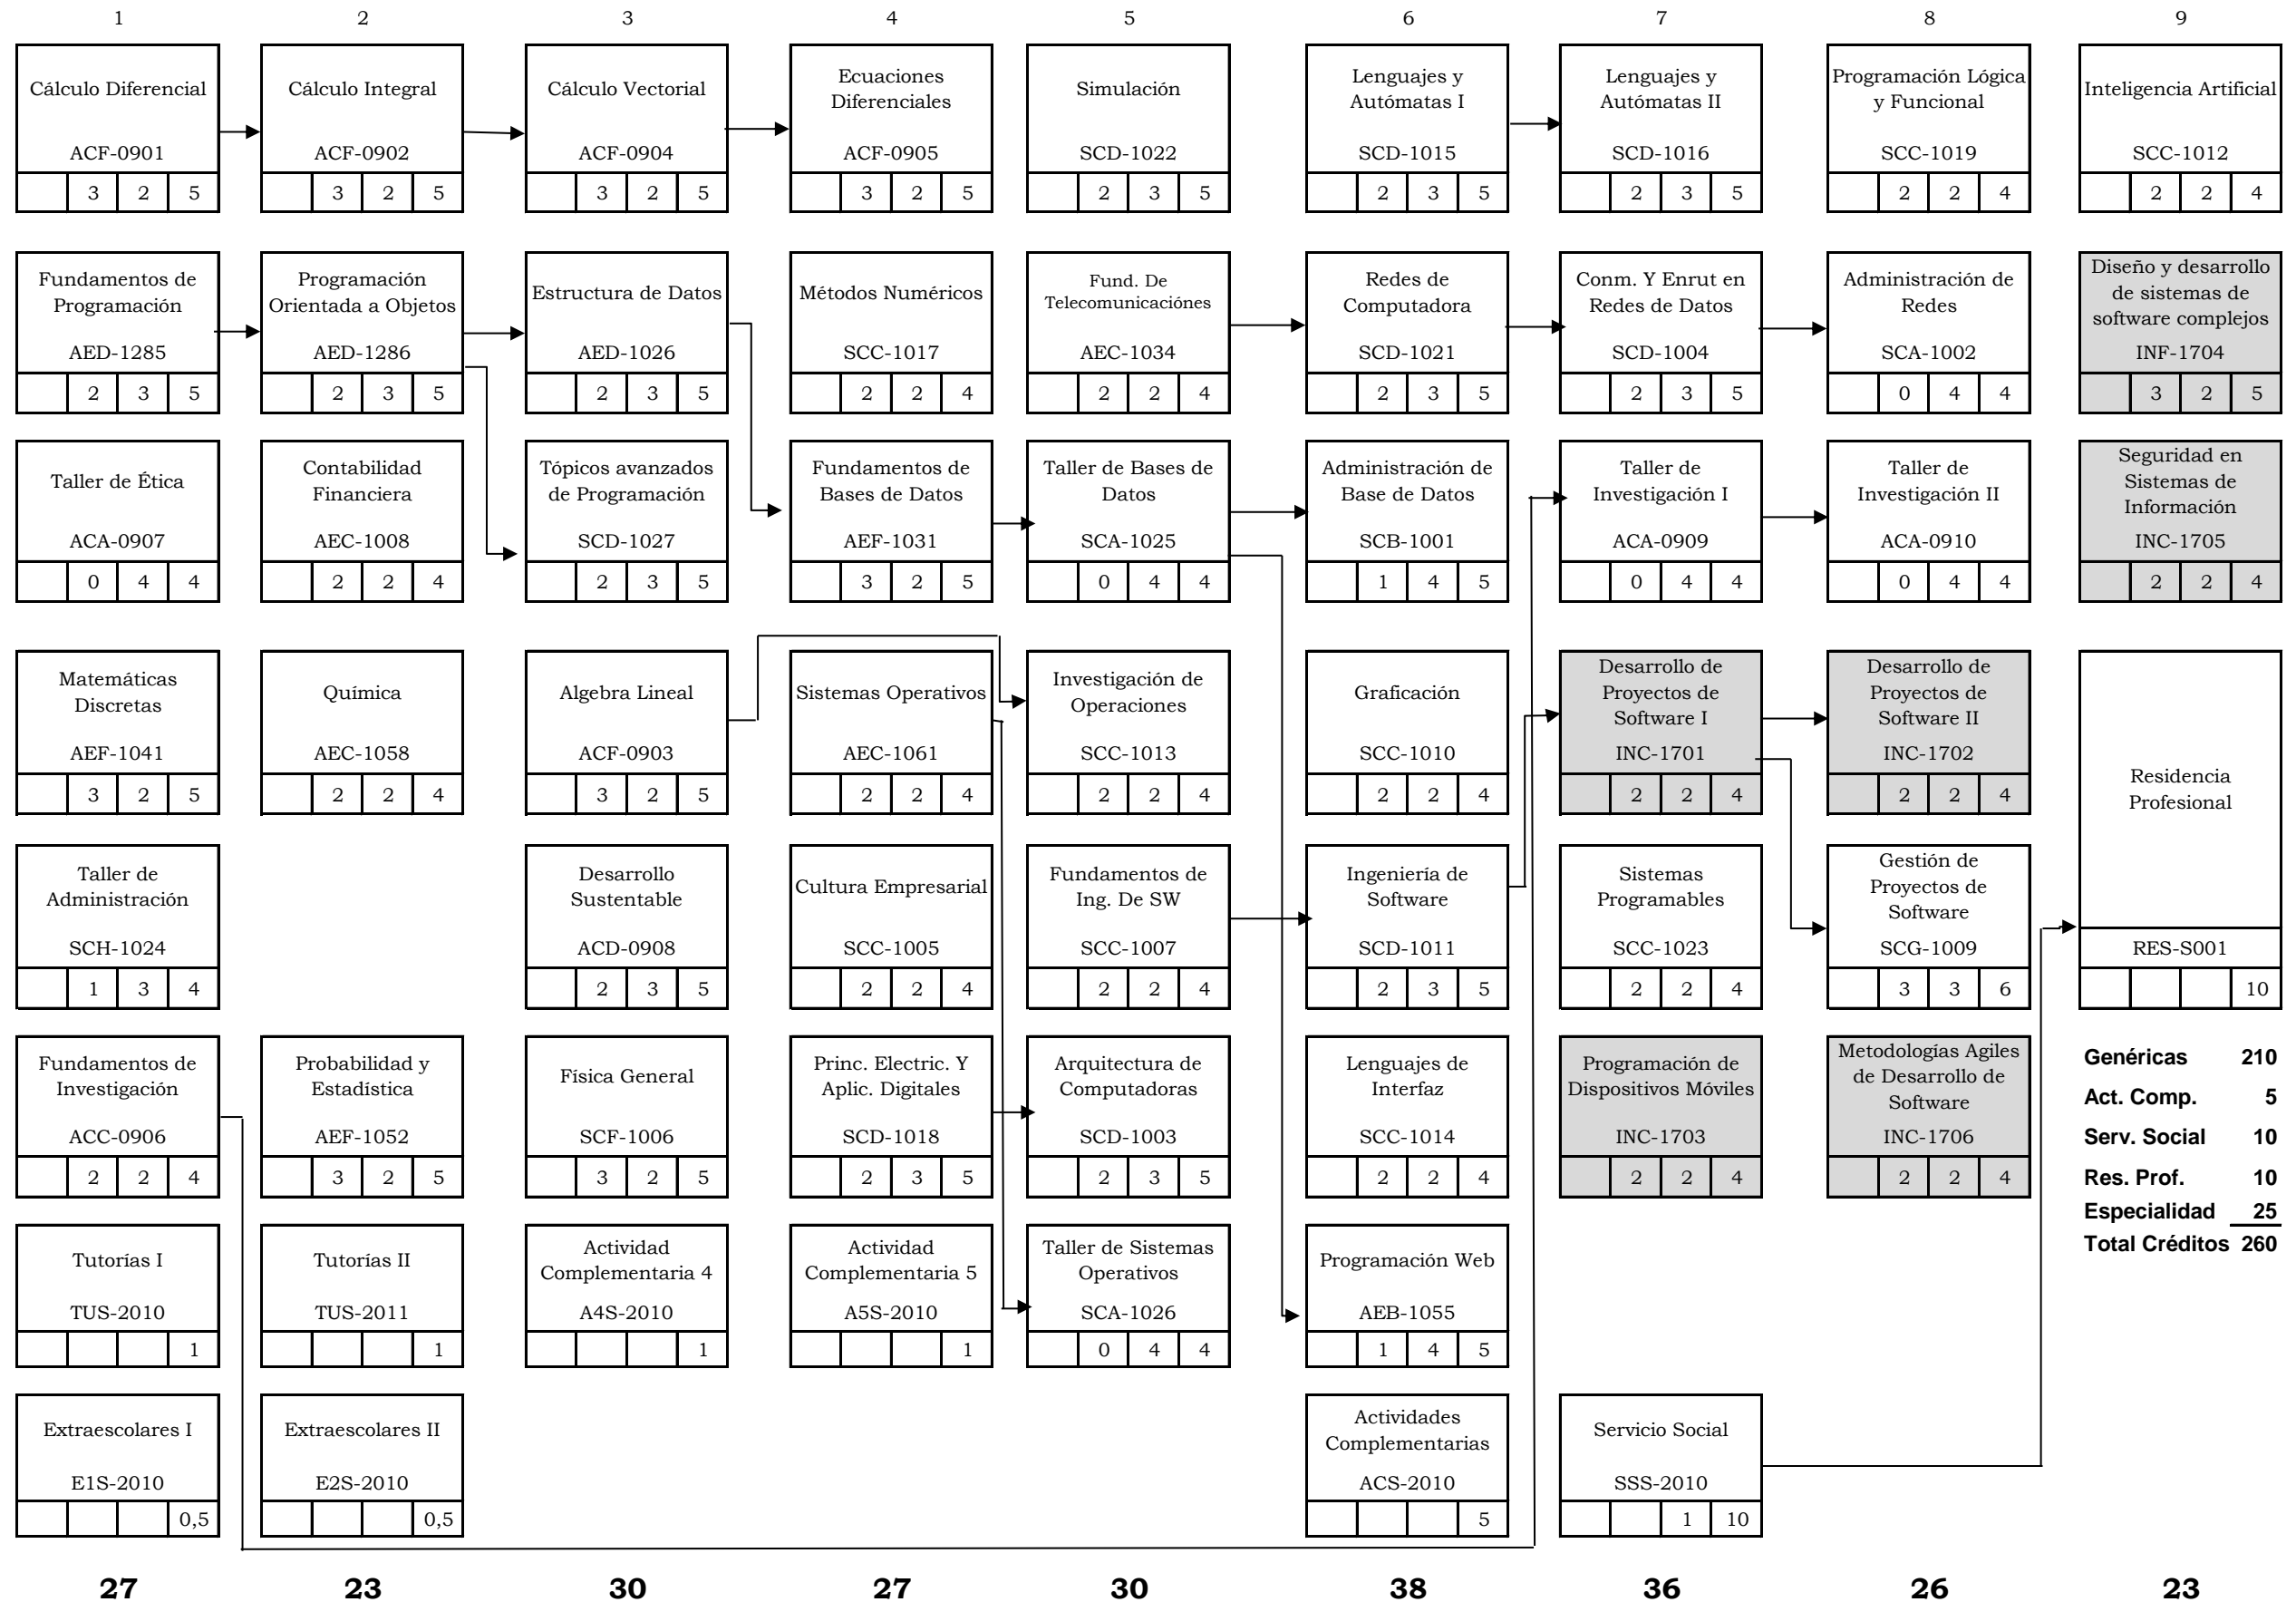 1 2 3 4 5 6 7 8 9
Cálculo Diferencial
ACF-0901
3 2 5
Cálculo Integral
ACF-0902
3 2 5
Cálculo Vectorial
ACF-0904
3 2 5
Ecuaciones
Diferenciales
ACF-0905
3 2 5
Simulación
SCD-1022
2 3 5
Lenguajes y
Autómatas I
SCD-1015
2 3 5
Lenguajes y
Autómatas II
SCD-1016
2 3 5
Programación Lógica
y Funcional
SCC-1019
2 2 4
Inteligencia Artificial
SCC-1012
2 2 4
Fundamentos de
Programación
AED-1285
2 3 5
Programación
Orientada a Objetos
AED-1286
2 3 5
Estructura de Datos
AED-1026
2 3 5
Métodos Numéricos
SCC-1017
2 2 4
Fund. De
Telecomunicaciónes
AEC-1034
2 2 4
Redes de
Computadora
SCD-1021
2 3 5
Conm. Y Enrut en
Redes de Datos
SCD-1004
2 3 5
Administración de
Redes
SCA-1002
0 4 4
Diseño y desarrollo
de sistemas de
software complejos
INF-1704
3 2 5
Taller de Ética
ACA-0907
0 4 4
Contabilidad
Financiera
AEC-1008
2 2 4
Tópicos avanzados
de Programación
SCD-1027
2 3 5
Fundamentos de
Bases de Datos
AEF-1031
3 2 5
Taller de Bases de
Datos
SCA-1025
0 4 4
Administración de
Base de Datos
SCB-1001
1 4 5
Taller de
Investigación I
ACA-0909
0 4 4
Taller de
Investigación II
ACA-0910
0 4 4
Seguridad en
Sistemas de
Información
INC-1705
2 2 4
Matemáticas
Discretas
AEF-1041
3 2 5
Química
AEC-1058
2 2 4
Algebra Lineal
ACF-0903
3 2 5
Sistemas Operativos
AEC-1061
2 2 4
Investigación de
Operaciones
SCC-1013
2 2 4
Graficación
SCC-1010
2 2 4
Desarrollo de
Proyectos de
Software I
INC-1701
2 2 4
Desarrollo de
Proyectos de
Software II
INC-1702
2 2 4
Residencia
Profesional
RES-S001
10
Taller de
Administración
SCH-1024
1 3 4
Desarrollo
Sustentable
ACD-0908
2 3 5
Cultura Empresarial
SCC-1005
2 2 4
Fundamentos de
Ing. De SW
SCC-1007
2 2 4
Ingeniería de
Software
SCD-1011
2 3 5
Sistemas
Programables
SCC-1023
2 2 4
Gestión de
Proyectos de
Software
SCG-1009
3 3 6
Fundamentos de
Investigación
ACC-0906
2 2 4
Probabilidad y
Estadística
AEF-1052
3 2 5
Física General
SCF-1006
3 2 5
Princ. Electric. Y
Aplic. Digitales
SCD-1018
2 3 5
Arquitectura de
Computadoras
SCD-1003
2 3 5
Lenguajes de
Interfaz
SCC-1014
2 2 4
Programación de
Dispositivos Móviles
INC-1703
2 2 4
Metodologías Agiles
de Desarrollo de
Software
INC-1706
2 2 4
Genéricas 210
Act. Comp. 5
Serv. Social 10
Res. Prof. 10
Especialidad 25
Total Créditos 260
Tutorías I
TUS-2010
1
Tutorías II
TUS-2011
1
Actividad
Complementaria 4
A4S-2010
1
Actividad
Complementaria 5
A5S-2010
1
Taller de Sistemas
Operativos
SCA-1026
0 4 4
Programación Web
AEB-1055
1 4 5
Extraescolares I
E1S-2010
0,5
Extraescolares II
E2S-2010
0,5
Actividades
Complementarias
ACS-2010
5
Servicio Social
SSS-2010
1 10
27 23 30 27 30 38 36 26 23